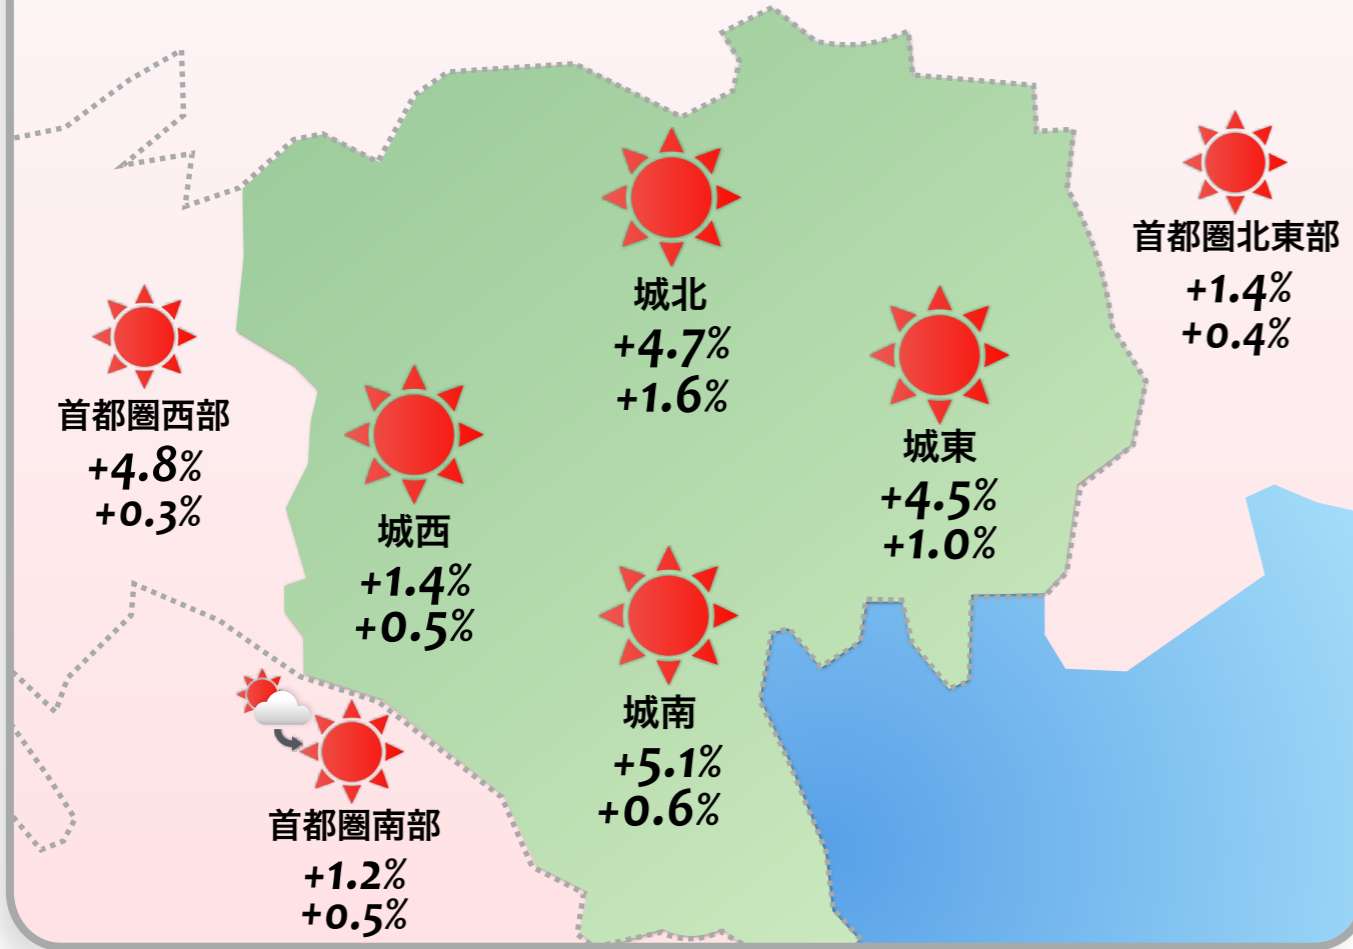 首都圏北東部
+1.4%
+0.4%
城北
+4.7%
+1.6%
首都圏西部
+4.8%
+0.3%
城東
+4.5%
+1.0%
城西
+1.4%
+0.5%
城南
+5.1%
+0.6%
首都圏南部
+1.2%
+0.5%